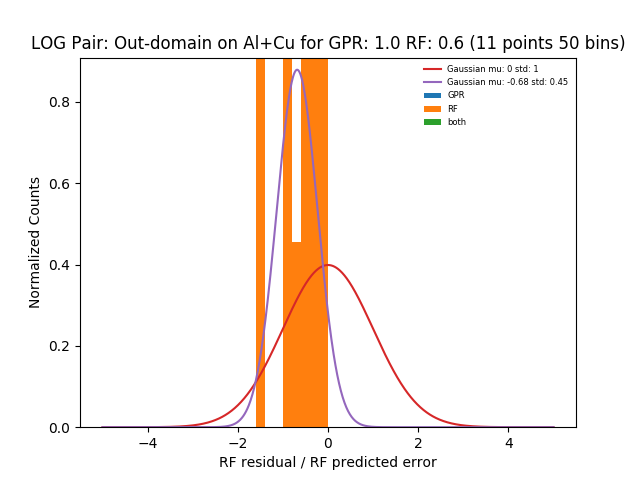 LOG Pair: Out-domain on Al+Cu for GPR: 1.0 RF: 0.6 (11 points 50 bins)
Gaussian mu: 0 std: 1
Gaussian mu: -0.68 std: 0.45
GPR
RF
both
Normalized Counts
0.8
0.6
0.4
0.2
0.0
−4
−2
0
2
4
RF residual / RF predicted error